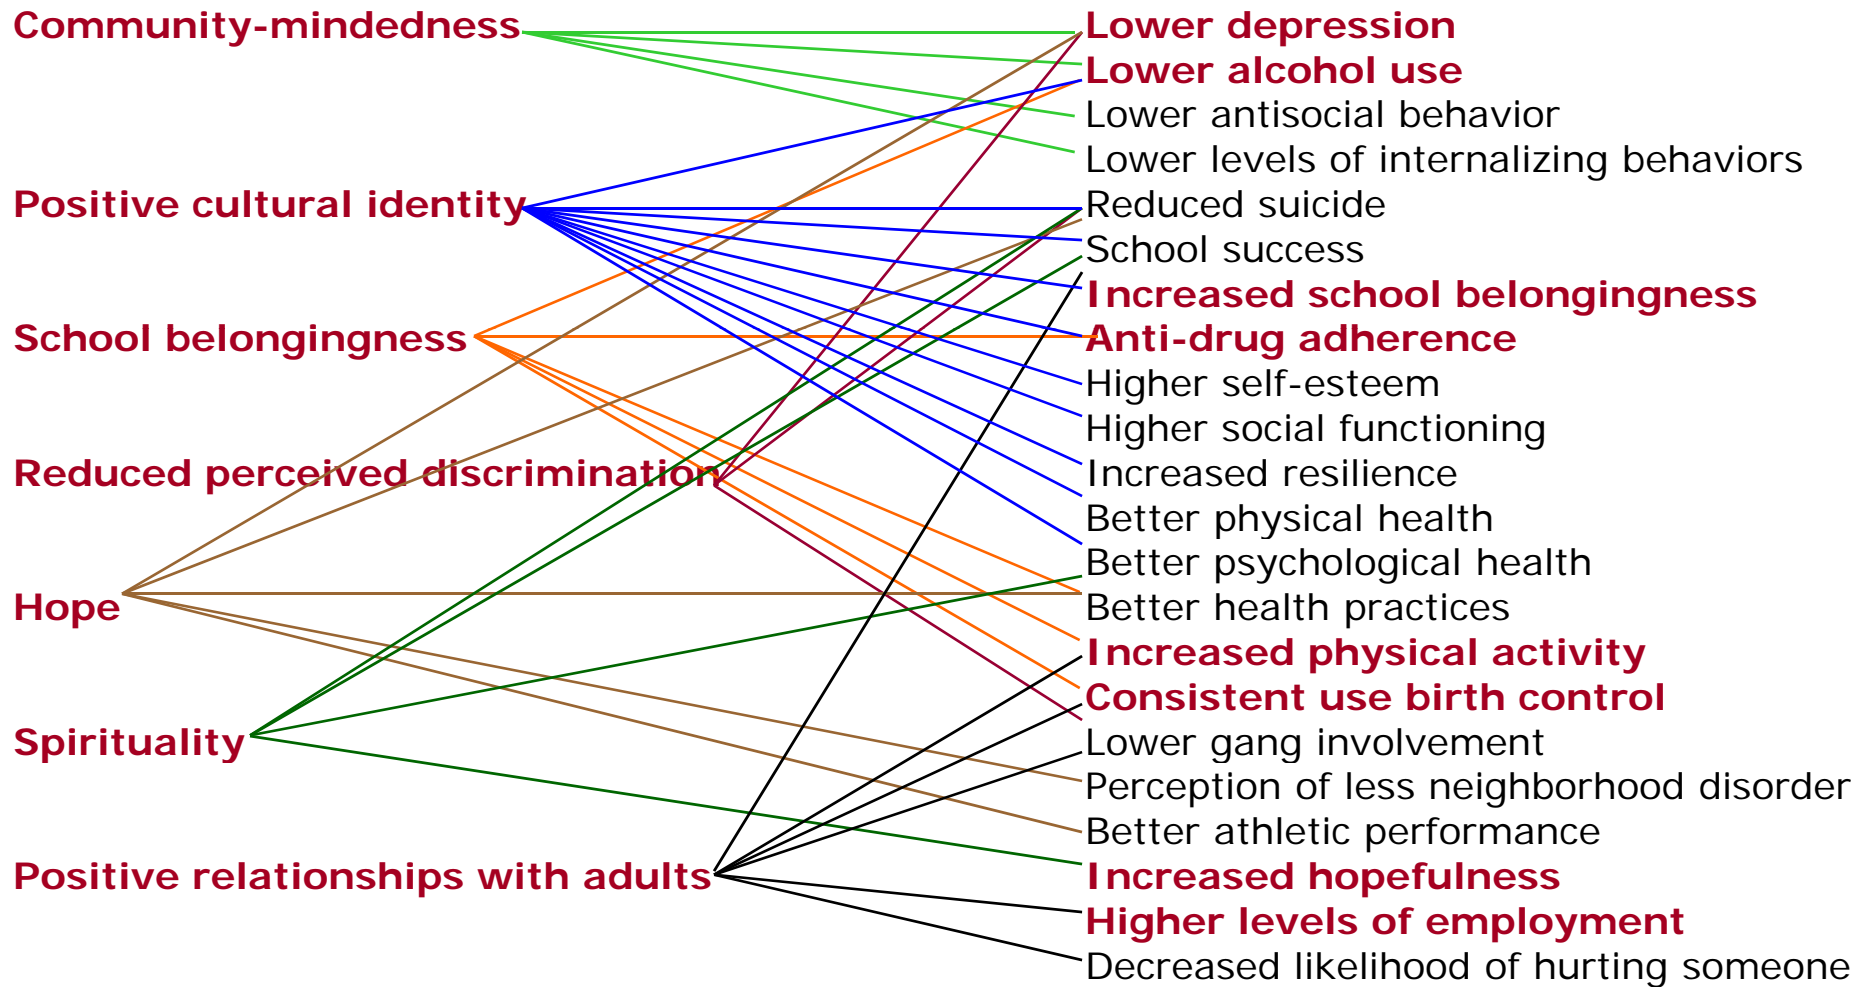 Community-mindedness
Positive cultural identity
School belongingness
Reduced perceived discrimination
Hope
Spirituality
Positive relationships with adults
Lower depression
Lower alcohol use
Lower antisocial behavior
Lower levels of internalizing behaviors
Reduced suicide
School success
Increased school belongingness
Anti-drug adherence
Higher self-esteem
Higher social functioning
Increased resilience
Better physical health
Better psychological health
Better health practices
Increased physical activity
Consistent use birth control
Lower gang involvement
Perception of less neighborhood disorder
Better athletic performance
Increased hopefulness
Higher levels of employment
Decreased likelihood of hurting someone